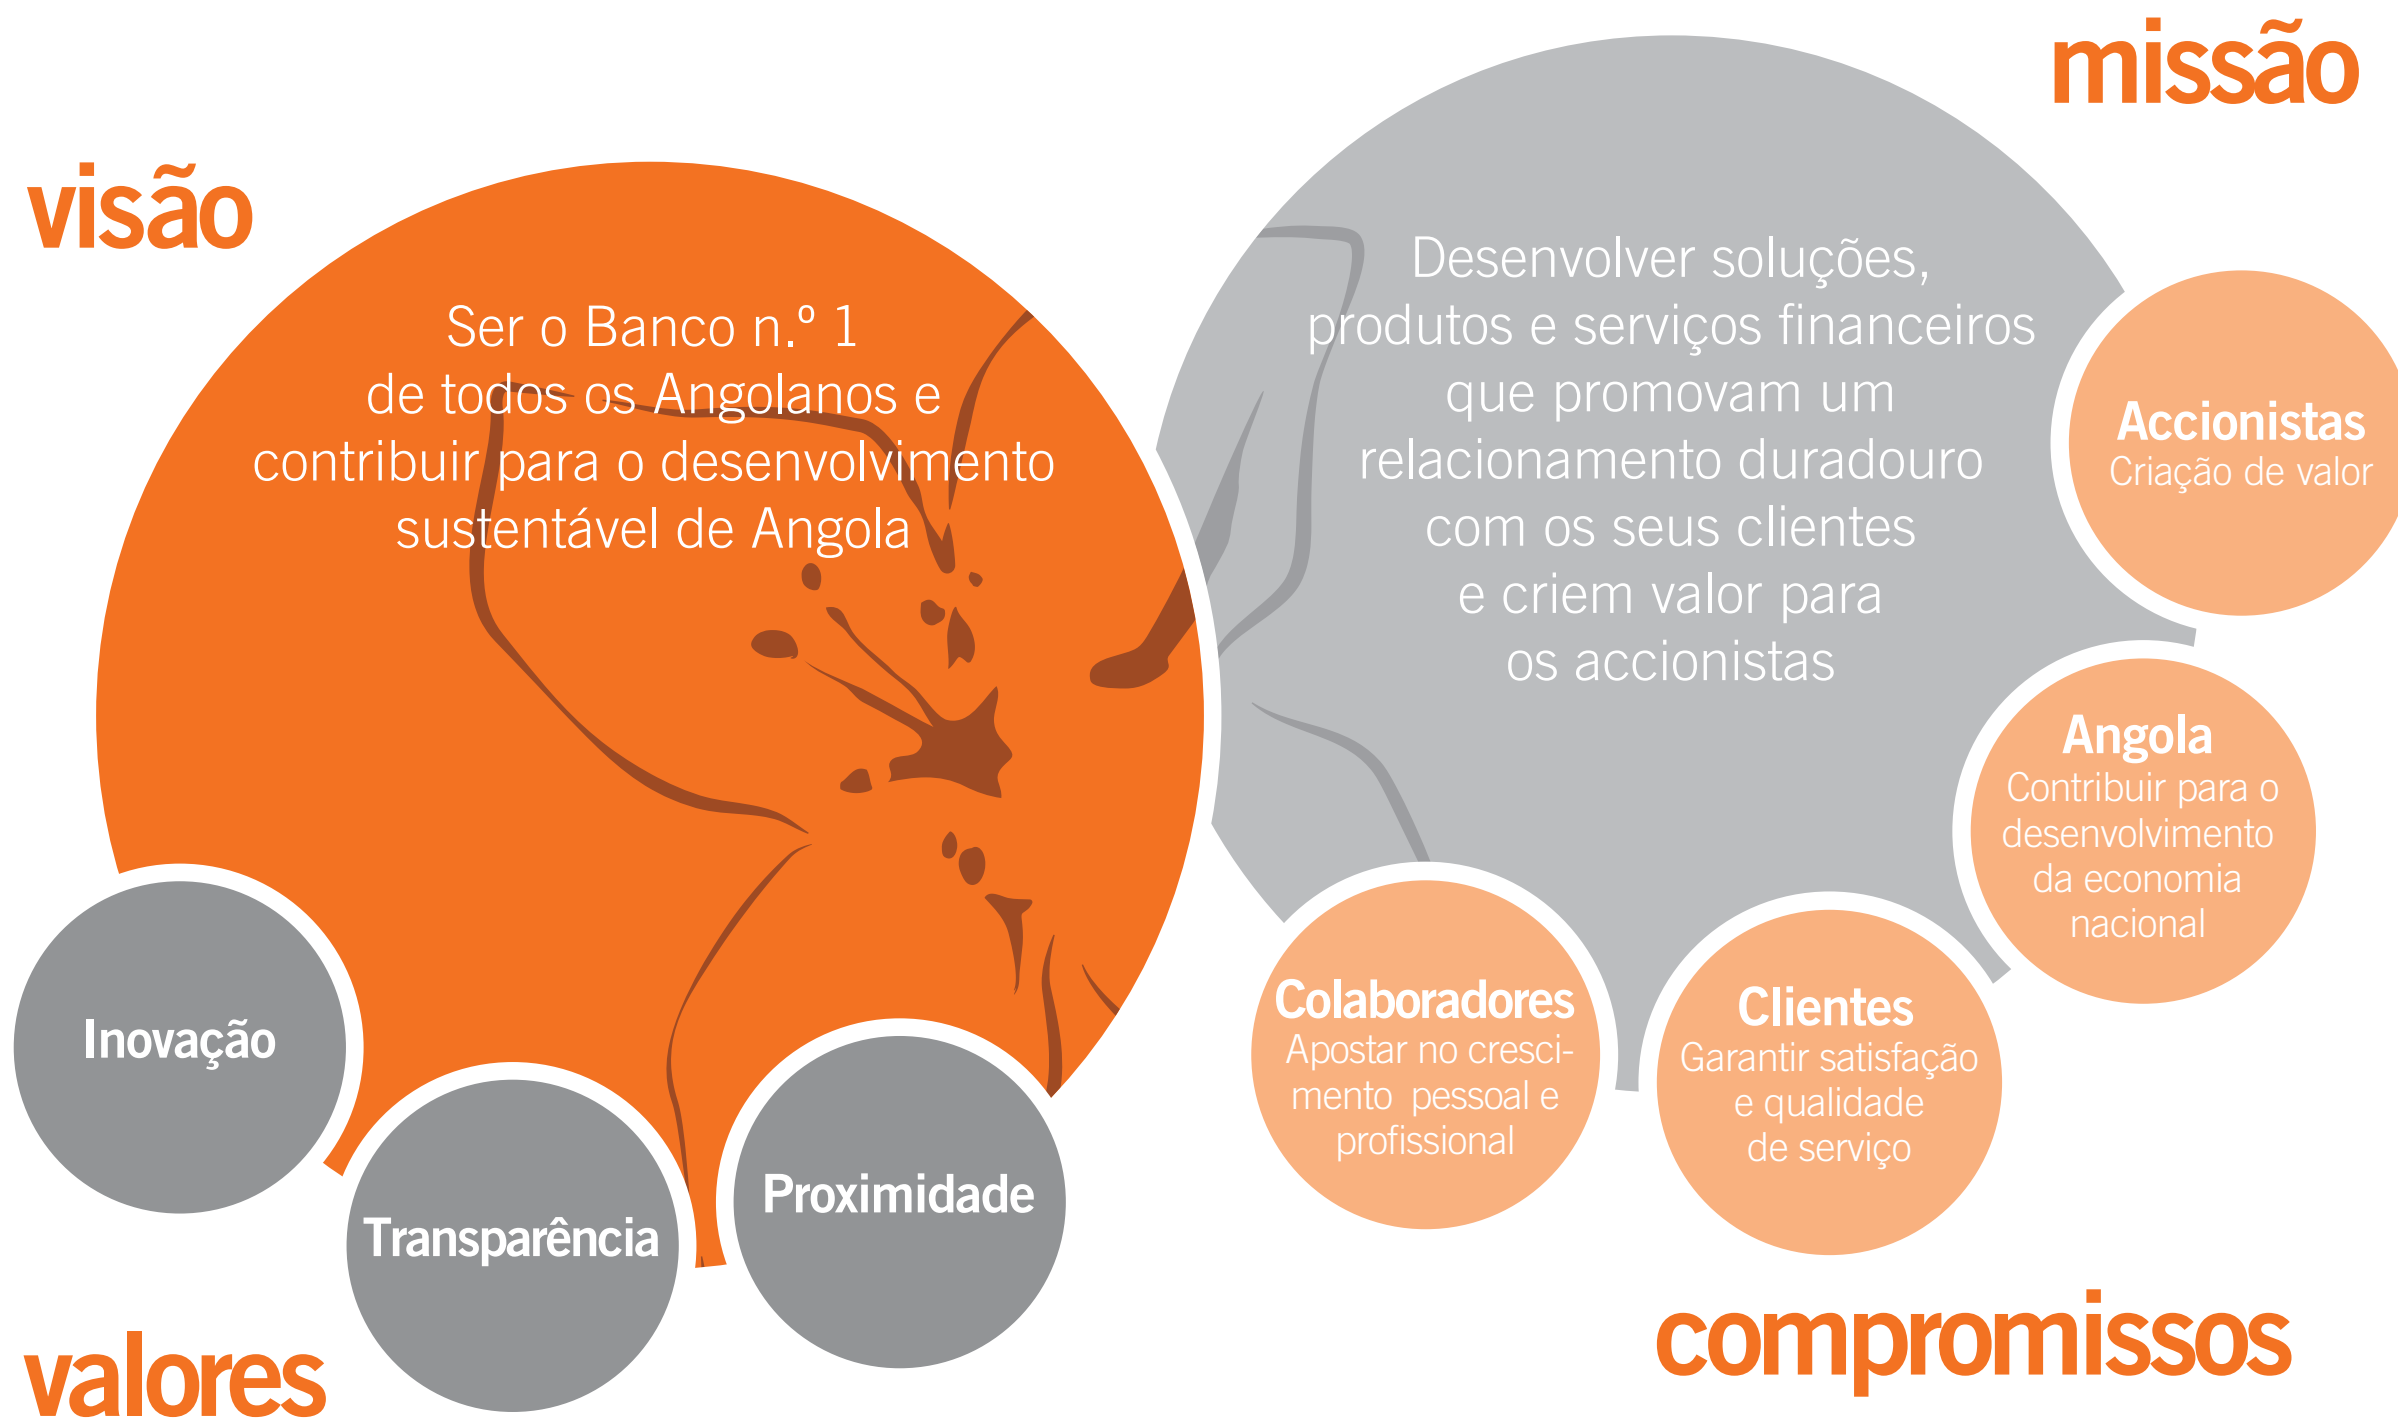 visão
Ser o Banco n.º 1
de todos os Angolanos e
contribuir para o desenvolvimento
sustentável de Angola
valores
Inovação
Transparência
Proximidade
missão
Desenvolver soluções,
produtos e serviços financeiros
que promovam um
relacionamento duradouro
com os seus clientes
e criem valor para
os accionistas
Accionistas
Criação de valor
Angola
Contribuir para o
desenvolvimento
da economia
nacional
Clientes
Garantir satisfação
e qualidade
de serviço
Colaboradores
Apostar no cresci-
mento pessoal e
profissional
compromissos